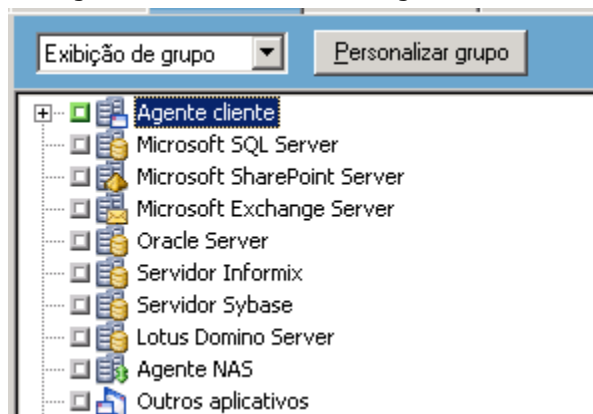 Exibição de grupo
Personalizar grupo
Agente cliente
Microsoft SQL Server
Microsoft SharePoint Server
Microsoft Exchange Server
Oracle Server
Servidor Informix
Servidor Sybase
Lotus Domino Server
Agente NAS
Outros aplicativos